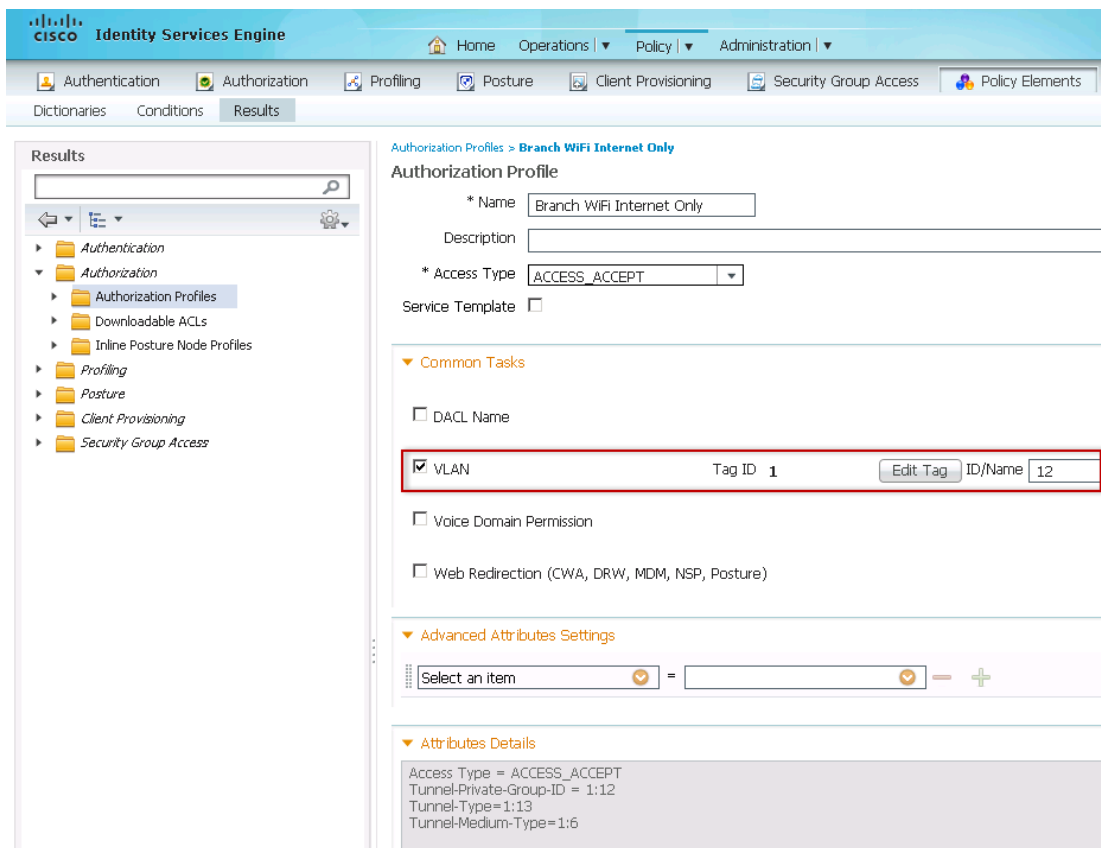 cisco Identity Services Engine
Home Operations | ▼ Policy | ▼ Administration | ▼
Authentication Authorization Profiling Posture Client Provisioning Security Group Access Policy Elements
Dictionaries Conditions Results
Results
Authentication
Authorization
Authorization Profiles
Downloadable ACLs
Inline Posture Node Profiles
Profiling
Posture
Client Provisioning
Security Group Access
Authorization Profiles > Branch WiFi Internet Only
Authorization Profile
* Name Branch WiFi Internet Only
Description
* Access Type ACCESS_ACCEPT
Service Template
Common Tasks
DACL Name
VLAN Tag ID 1 Edit Tag ID/Name 12
Voice Domain Permission
Web Redirection (CWA, DRW, MDM, NSP, Posture)
Advanced Attributes Settings
Select an item =
Attributes Details
Access Type = ACCESS_ACCEPT
Tunnel-Private-Group-ID = 1:12
Tunnel-Type=1:13
Tunnel-Medium-Type=1:6